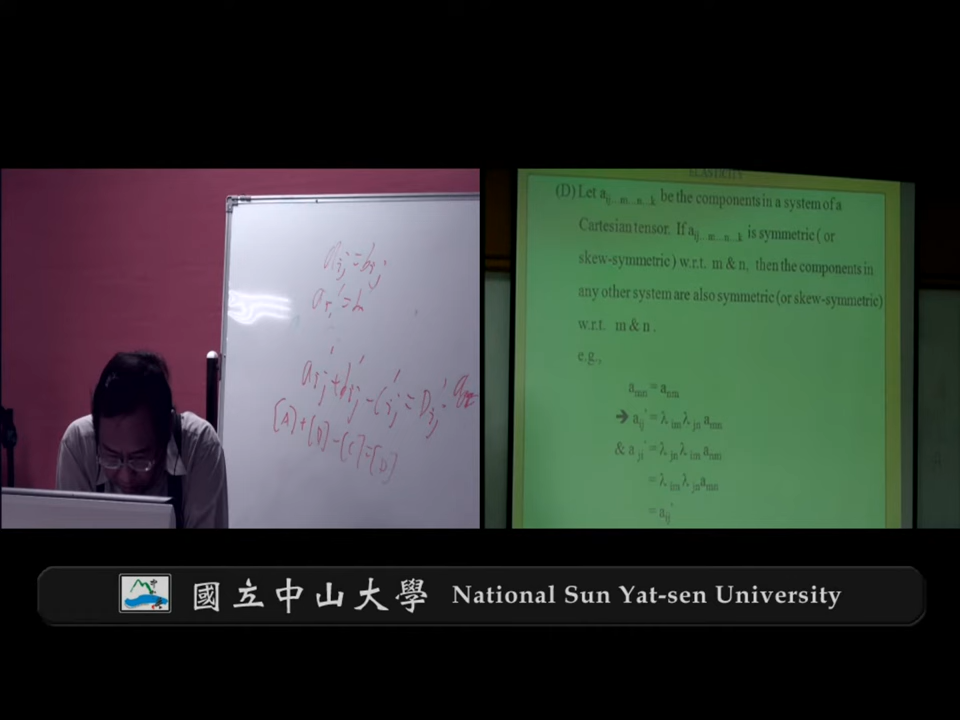 a_ij = b_ij
a_ij' + b_ij' - C_ij' = D_ij'
[A]+[B]-[C]=[D]
ELASTICITY
(D) Let a_ij...m...n...k be the components in a system of a
Cartesian tensor. If a_ij...m...n...k is symmetric ( or
skew-symmetric ) w.r.t. m & n, then the components in
any other system are also symmetric (or skew-symmetric)
w.r.t. m & n .
e.g.,
a_mn = a_nm
➔ a_ij' = λ_im λ_jn a_mn
& a_ji' = λ_jn λ_im a_nm
= λ_im λ_jn a_mn
= a_ij'
國立中山大學 National Sun Yat-sen University